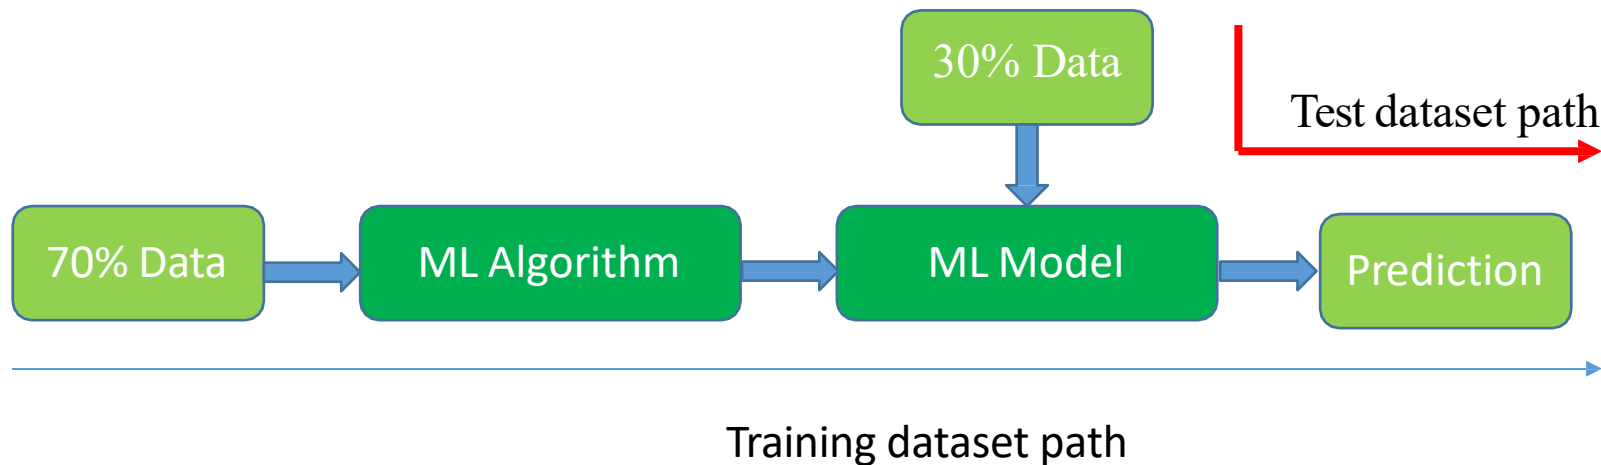 30% Data
Test dataset path
70% Data
ML Algorithm
ML Model
Prediction
Training dataset path